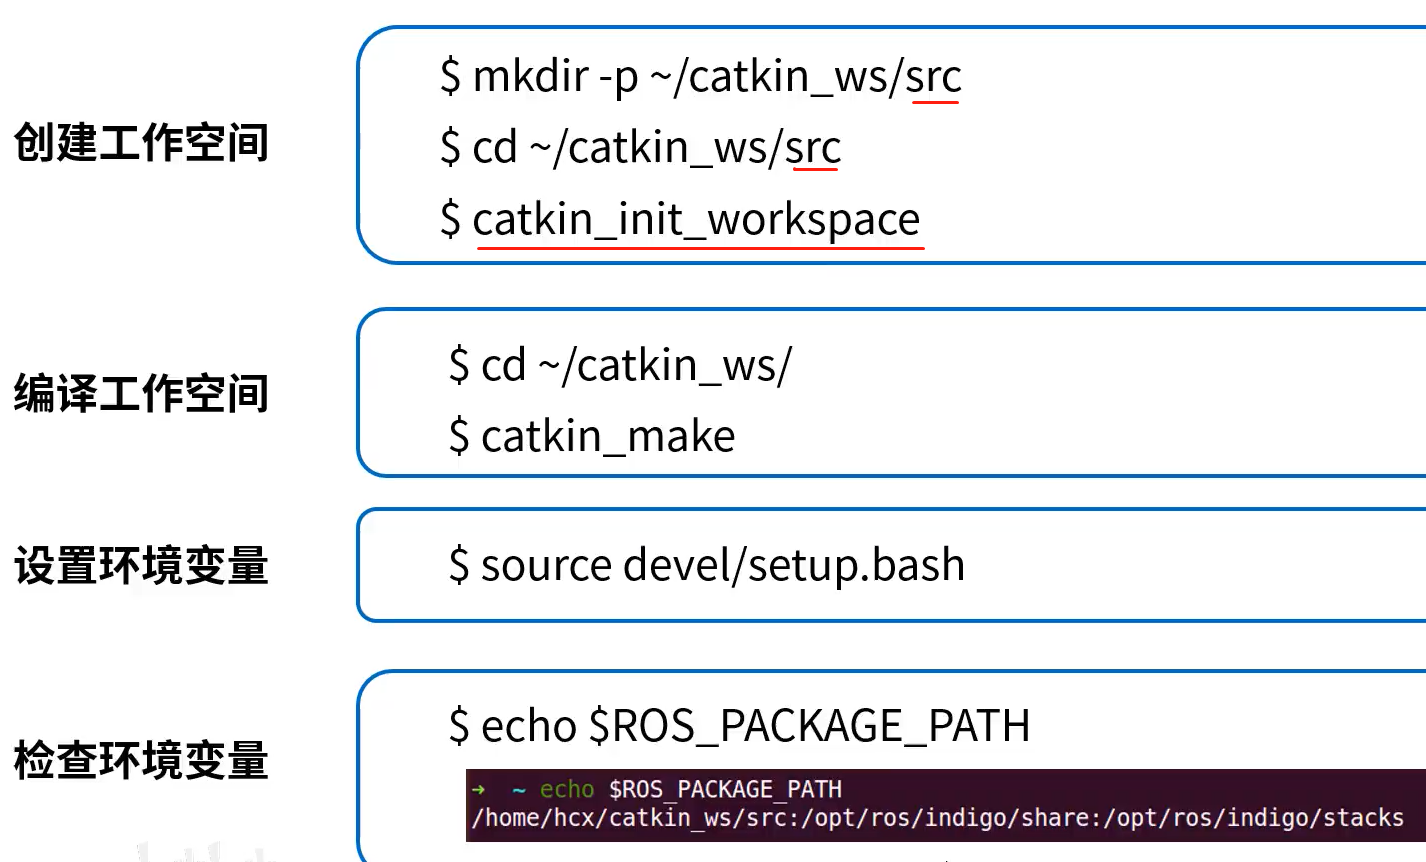 创建工作空间
$ mkdir -p ~/catkin_ws/src
$ cd ~/catkin_ws/src
$ catkin_init_workspace
编译工作空间
$ cd ~/catkin_ws/
$ catkin_make
设置环境变量
$ source devel/setup.bash
检查环境变量
$ echo $ROS_PACKAGE_PATH
➜ ~ echo $ROS_PACKAGE_PATH
/home/hcx/catkin_ws/src:/opt/ros/indigo/share:/opt/ros/indigo/stacks